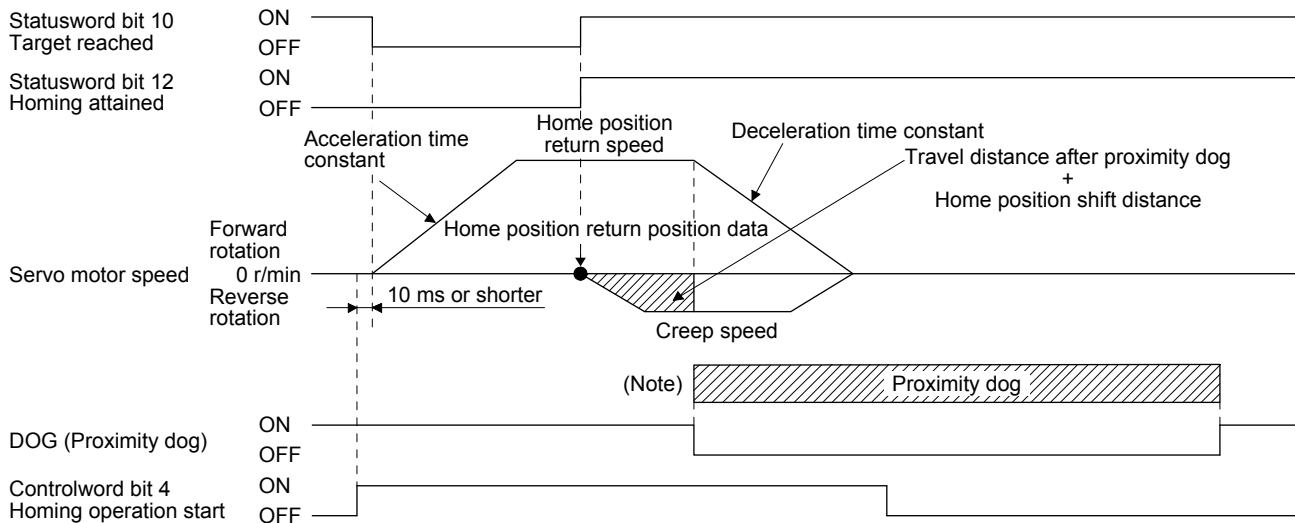 Statusword bit 10
Target reached
ON
OFF
Statusword bit 12
Homing attained
ON
OFF
Acceleration time
constant
Home position
return speed
Deceleration time constant
Travel distance after proximity dog
+
Home position shift distance
Home position return position data
Servo motor speed
Forward
rotation
0 r/min
Reverse
rotation
10 ms or shorter
Creep speed
(Note)
Proximity dog
DOG (Proximity dog)
ON
OFF
Controlword bit 4
Homing operation start
ON
OFF